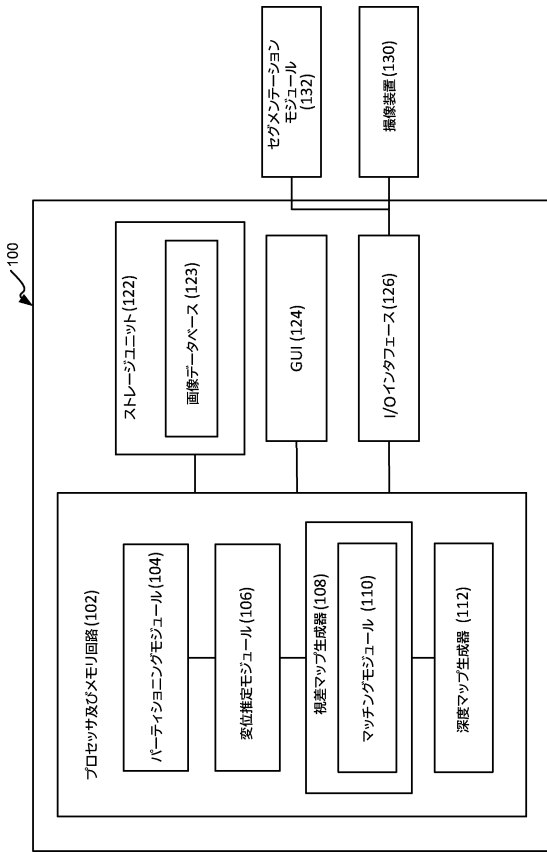 100
プロセッサ及びメモリ回路(102)
パーティショニングモジュール(104)
変位推定モジュール(106)
視差マップ生成器(108)
マッチングモジュール(110)
深度マップ生成器 (112)
ストレージユニット(122)
画像データベース(123)
GUI (124)
I/Oインタフェース(126)
セグメンテーション
モジュール
(132)
撮像装置(130)